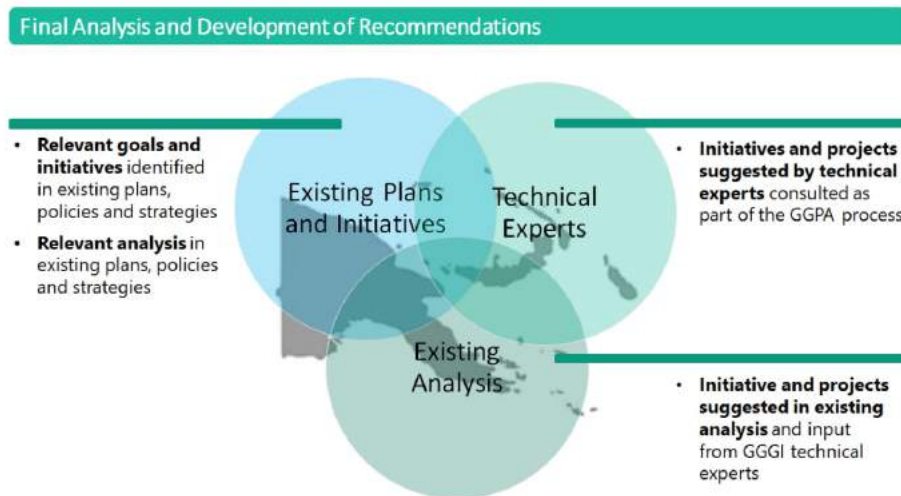 Final Analysis and Development of Recommendations
• Relevant goals and
initiatives identified
in existing plans,
policies and strategies
• Relevant analysis in
existing plans, policies
and strategies
Existing Plans
and Initiatives
Technical
Experts
• Initiatives and projects
suggested by technical
experts consulted as
part of the GGPA process
Existing
Analysis
• Initiative and projects
suggested in existing
analysis and input
from GGGI technical
experts